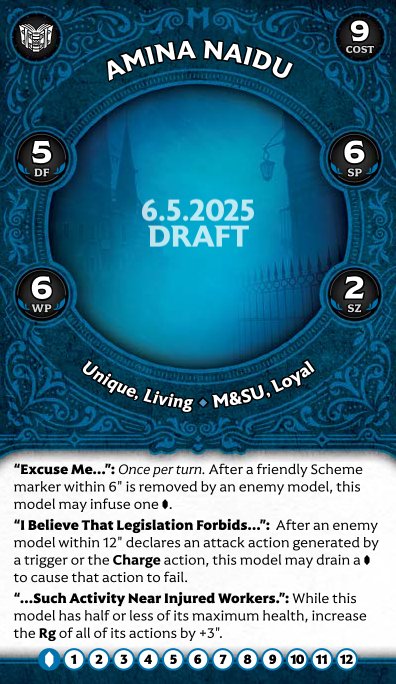 AMINA NAIDU
9
COST
5
DF
6
SP
6.5.2025
DRAFT
6
WP
2
SZ
Unique, Living ⬥ M&SU, Loyal
“Excuse Me...”: Once per turn. After a friendly Scheme
marker within 6" is removed by an enemy model, this
model may infuse one ⬮.
“I Believe That Legislation Forbids...”: After an enemy
model within 12" declares an attack action generated by
a trigger or the Charge action, this model may drain a ⬮
to cause that action to fail.
“...Such Activity Near Injured Workers.”: While this
model has half or less of its maximum health, increase
the Rg of all of its actions by +3".
1 2 3 4 5 6 7 8 9 10 11 12